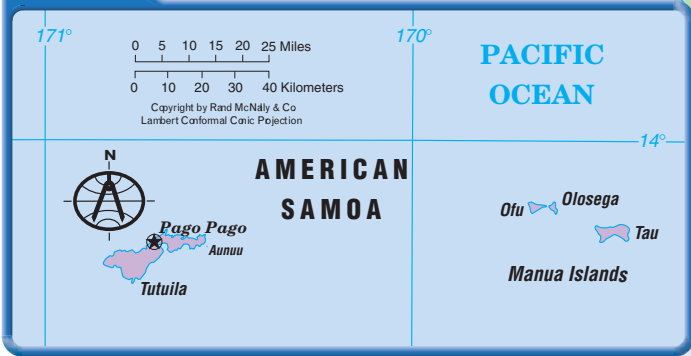 171°
170°
0 5 10 15 20 25 Miles
0 10 20 30 40 Kilometers
Copyright by Rand McNally & Co
Lambert Conformal Conic Projection
PACIFIC
OCEAN
14°
N
AMERICAN
SAMOA
Ofu
Olosega
Tau
Manua Islands
Pago Pago
Aunuu
Tutuila